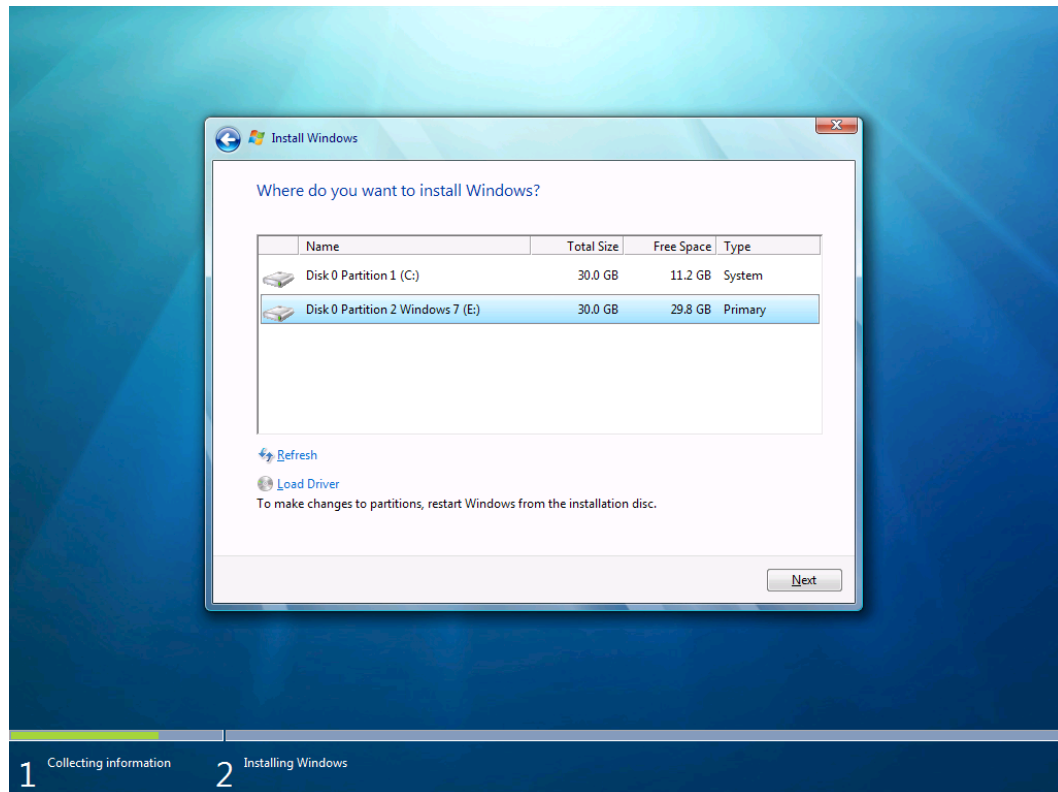 Install Windows
Where do you want to install Windows?
Name Total Size Free Space Type
Disk 0 Partition 1 (C:) 30.0 GB 11.2 GB System
Disk 0 Partition 2 Windows 7 (E:) 30.0 GB 29.8 GB Primary
Refresh
Load Driver
To make changes to partitions, restart Windows from the installation disc.
Next
1 Collecting information 2 Installing Windows